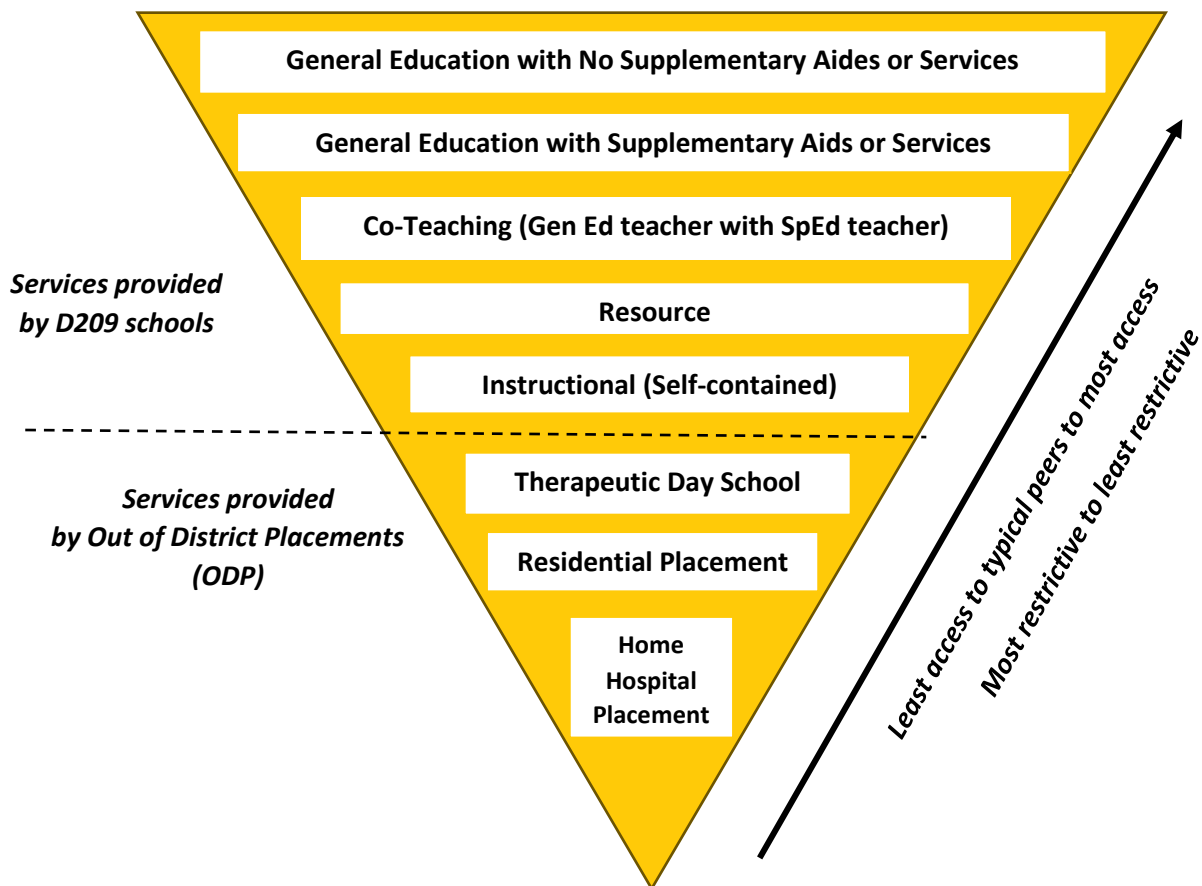 General Education with No Supplementary Aides or Services
General Education with Supplementary Aids or Services
Co-Teaching (Gen Ed teacher with SpEd teacher)
Resource
Instructional (Self-contained)
Services provided
by D209 schools
Therapeutic Day School
Residential Placement
Home
Hospital
Placement
Services provided
by Out of District Placements
(ODP)
Least access to typical peers to most access
Most restrictive to least restrictive